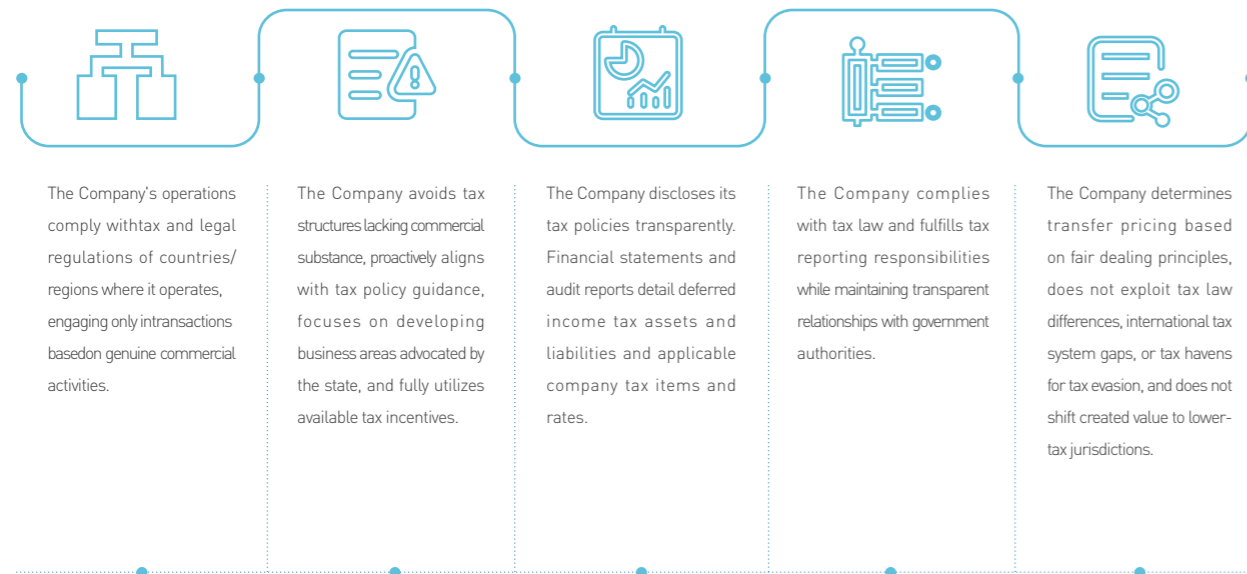 The Company's operations
comply withtax and legal
regulations of countries/
regions where it operates,
engaging only intransactions
basedon genuine commercial
activities.
The Company avoids tax
structures lacking commercial
substance, proactively aligns
with tax policy guidance,
focuses on developing
business areas advocated by
the state, and fully utilizes
available tax incentives.
The Company discloses its
tax policies transparently.
Financial statements and
audit reports detail deferred
income tax assets and
liabilities and applicable
company tax items and
rates.
The Company complies
with tax law and fulfills tax
reporting responsibilities
while maintaining transparent
relationships with government
authorities.
The Company determines
transfer pricing based
on fair dealing principles,
does not exploit tax law
differences, international tax
system gaps, or tax havens
for tax evasion, and does not
shift created value to lower-
tax jurisdictions.